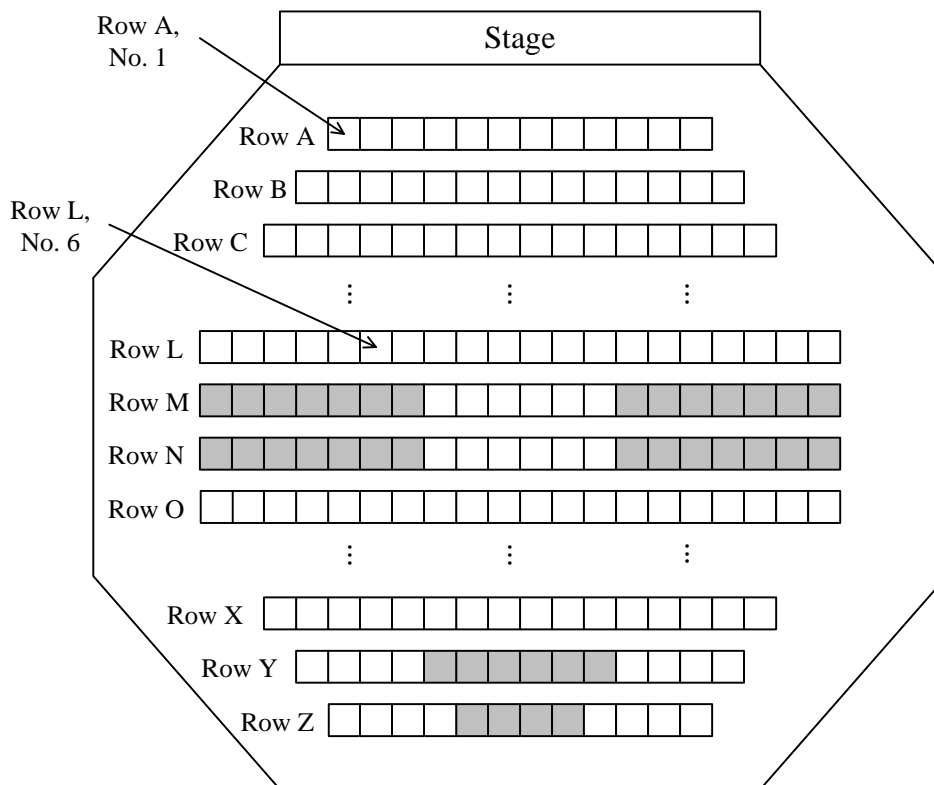 Stage
Row A,
No. 1
Row A
Row B
Row L,
No. 6
Row C
Row L
Row M
Row N
Row O
Row X
Row Y
Row Z